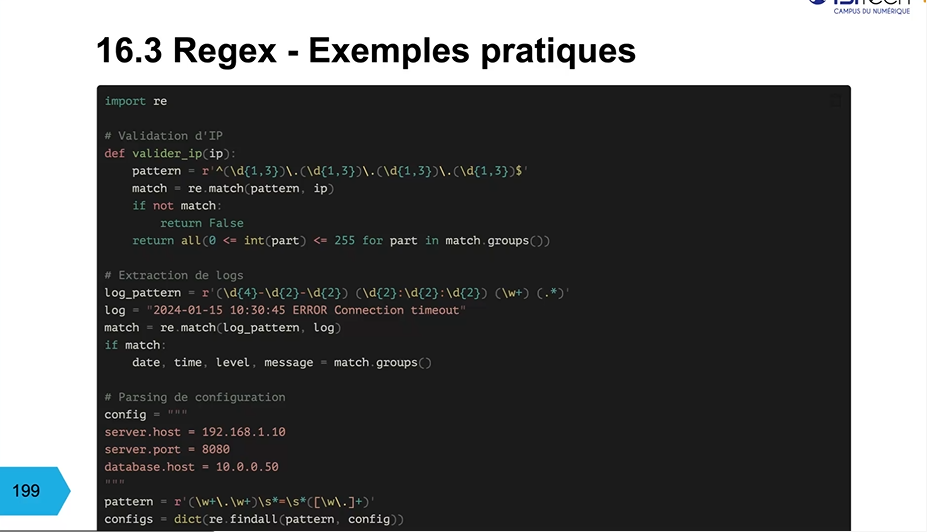 CAMPUS DU NUMÉRIQUE
16.3 Regex - Exemples pratiques
import re
# Validation d'IP
def valider_ip(ip):
    pattern = r'^(\d{1,3})\.(\d{1,3})\.(\d{1,3})\.(\d{1,3})$'
    match = re.match(pattern, ip)
    if not match:
        return False
    return all(0 <= int(part) <= 255 for part in match.groups())
# Extraction de logs
log_pattern = r'(\d{4}-\d{2}-\d{2}) (\d{2}:\d{2}:\d{2}) (\w+) (.*)'
log = "2024-01-15 10:30:45 ERROR Connection timeout"
match = re.match(log_pattern, log)
if match:
    date, time, level, message = match.groups()
# Parsing de configuration
config = """
server.host = 192.168.1.10
server.port = 8080
database.host = 10.0.0.50
"""
pattern = r'(\w+\.\w+)\s*=\s*([\w\.]+)'
configs = dict(re.findall(pattern, config))
199